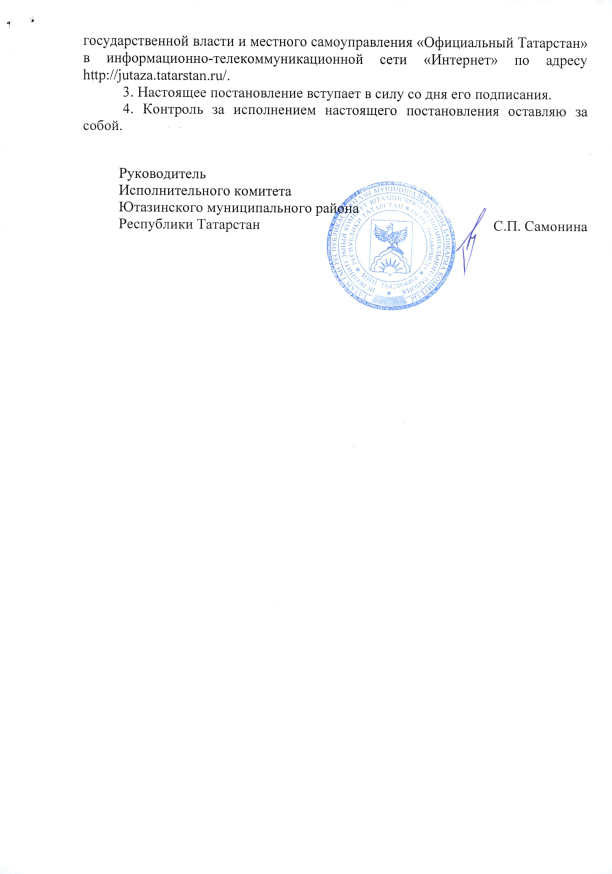 государственной власти и местного самоуправления «Официальный Татарстан»
в информационно-телекоммуникационной сети «Интернет» по адресу
http://jutaza.tatarstan.ru/.
3. Настоящее постановление вступает в силу со дня его подписания.
4. Контроль за исполнением настоящего постановления оставляю за
собой.
Руководитель
Исполнительного комитета
Ютазинского муниципального района
Республики Татарстан
С.П. Самонина